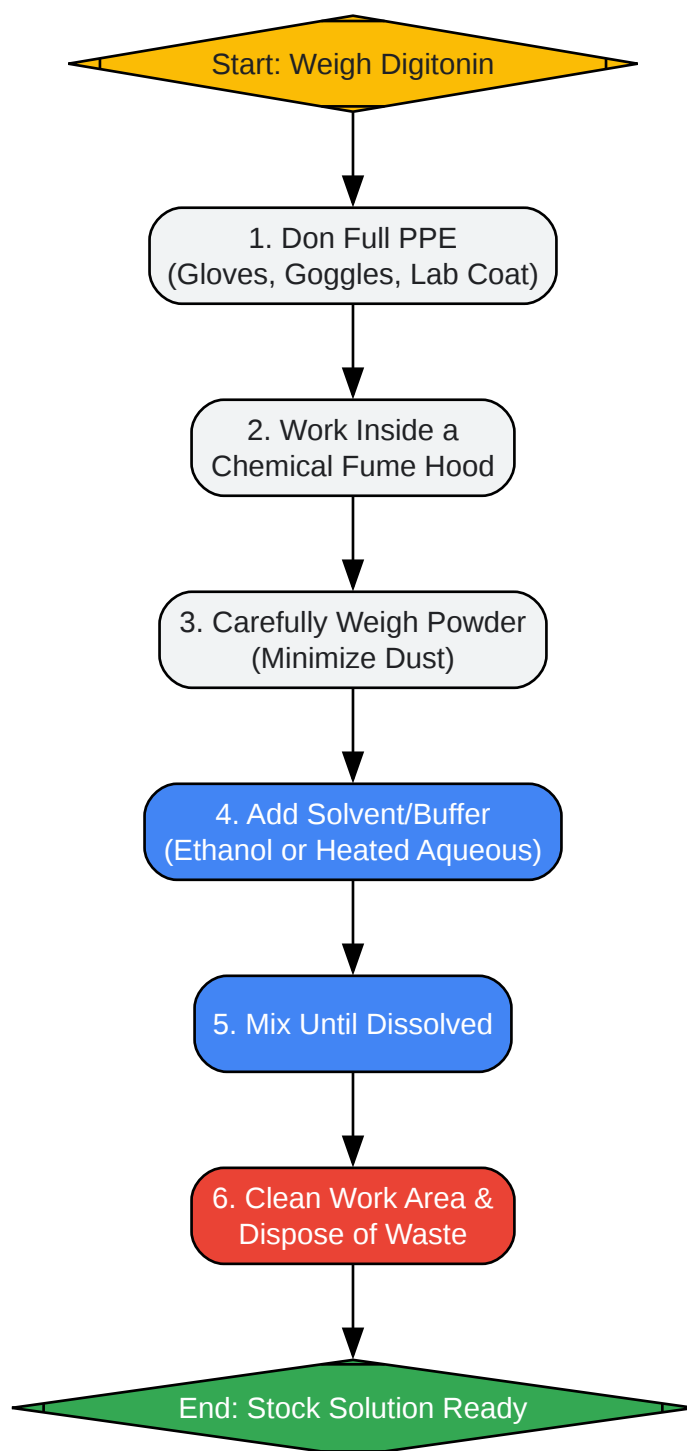 Start: Weigh Digitonin
1. Don Full PPE
(Gloves, Goggles, Lab Coat)
2. Work Inside a
Chemical Fume Hood
3. Carefully Weigh Powder
(Minimize Dust)
4. Add Solvent/Buffer
(Ethanol or Heated Aqueous)
5. Mix Until Dissolved
6. Clean Work Area &
Dispose of Waste
End: Stock Solution Ready